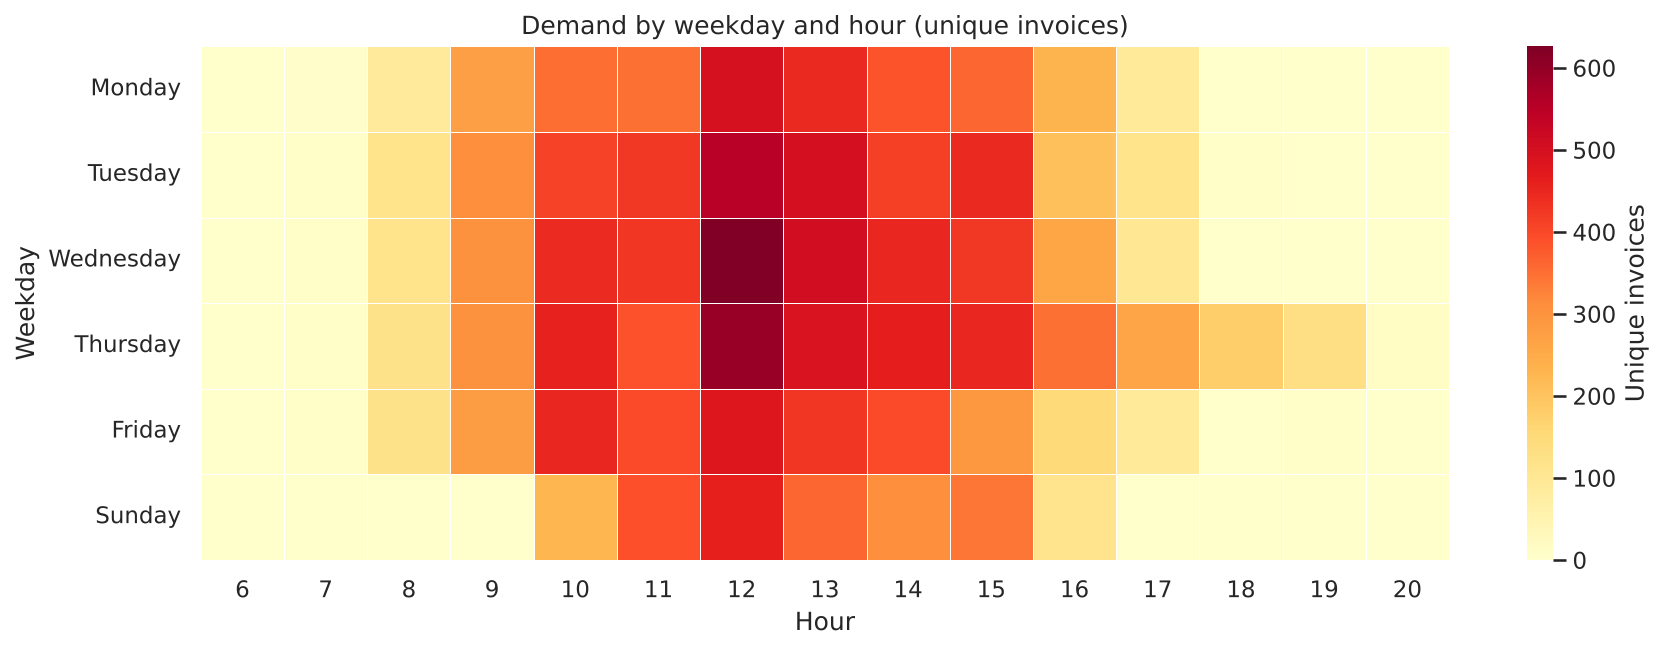 Demand by weekday and hour (unique invoices)
Weekday
Monday
Tuesday
Wednesday
Thursday
Friday
Sunday
6 7 8 9 10 11 12 13 14 15 16 17 18 19 20
Hour
600
500
400
300
200
100
0
Unique invoices